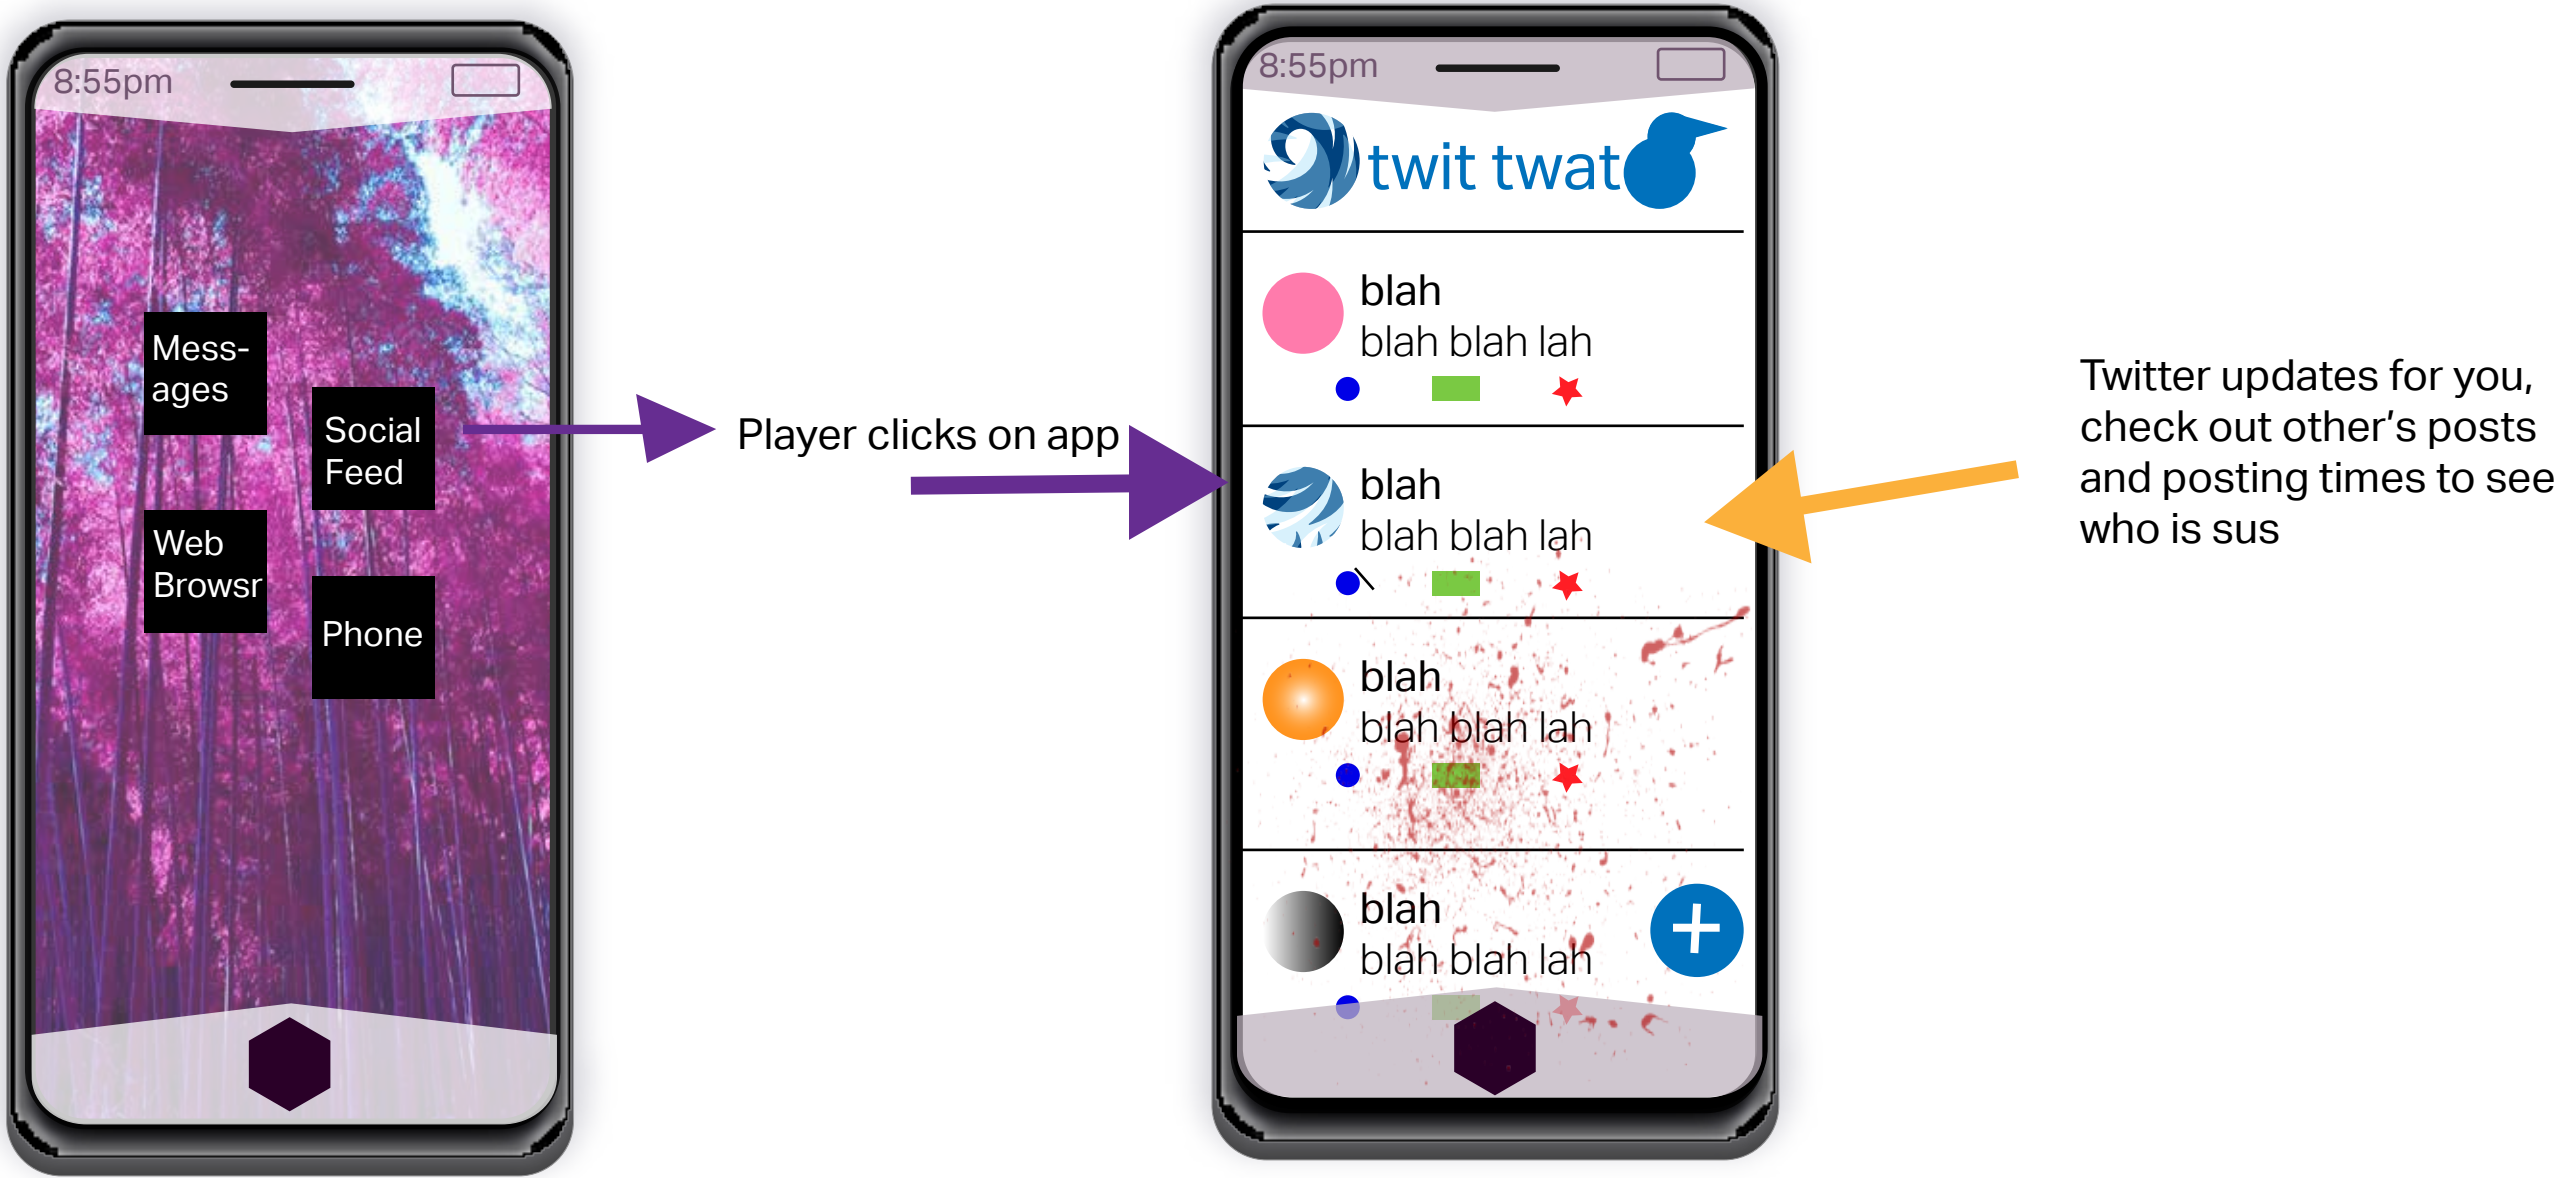 8:55pm
Mess-
ages
Social
Feed
Web
Browsr
Phone
Player clicks on app
8:55pm
twit twat
blah
blah blah lah
blah
blah blah lah
blah
blah blah lah
blah
blah blah lah
Twitter updates for you,
check out other's posts
and posting times to see
who is sus